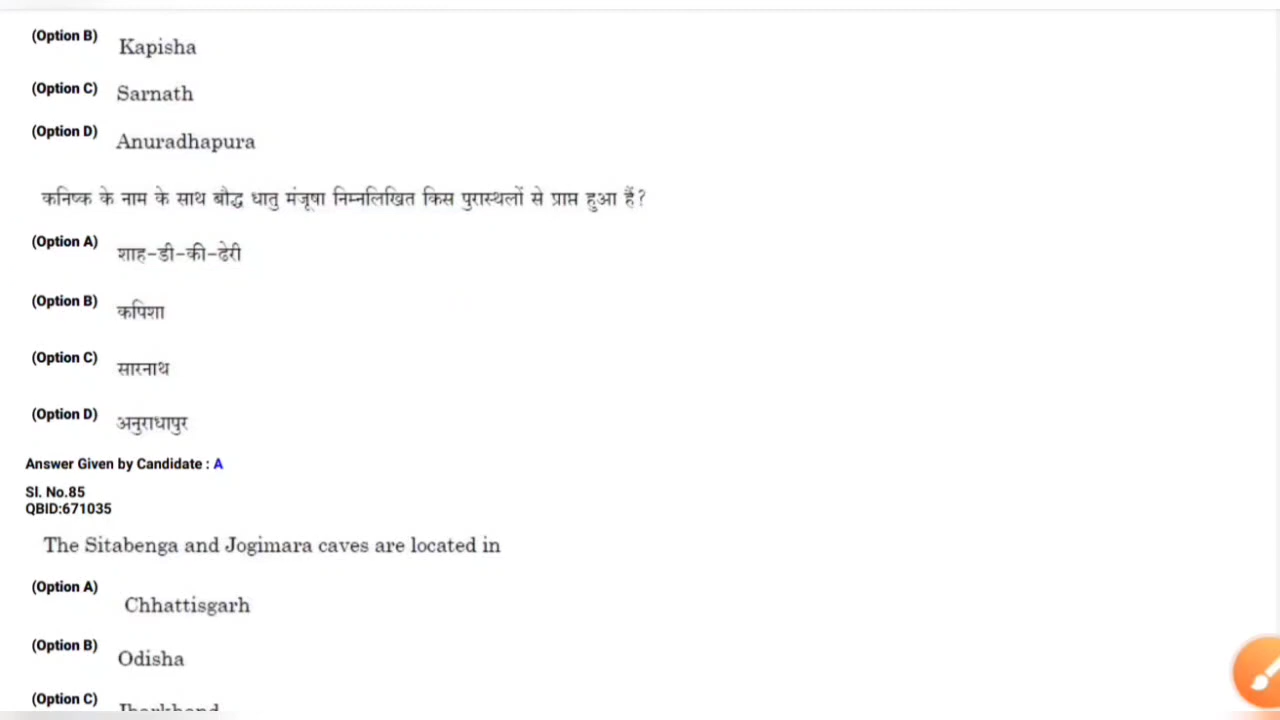 (Option B) Kapisha
(Option C) Sarnath
(Option D) Anuradhapura
कनिष्क के नाम के साथ बौद्ध धातु मंजूषा निम्नलिखित किस पुरास्थलों से प्राप्त हुआ हैं?
(Option A) शाह-डी-की-ढेरी
(Option B) कपिशा
(Option C) सारनाथ
(Option D) अनुराधापुर
Answer Given by Candidate : A
Sl. No.85
QBID:671035
The Sitabenga and Jogimara caves are located in
(Option A) Chhattisgarh
(Option B) Odisha
(Option C) Jharkhand